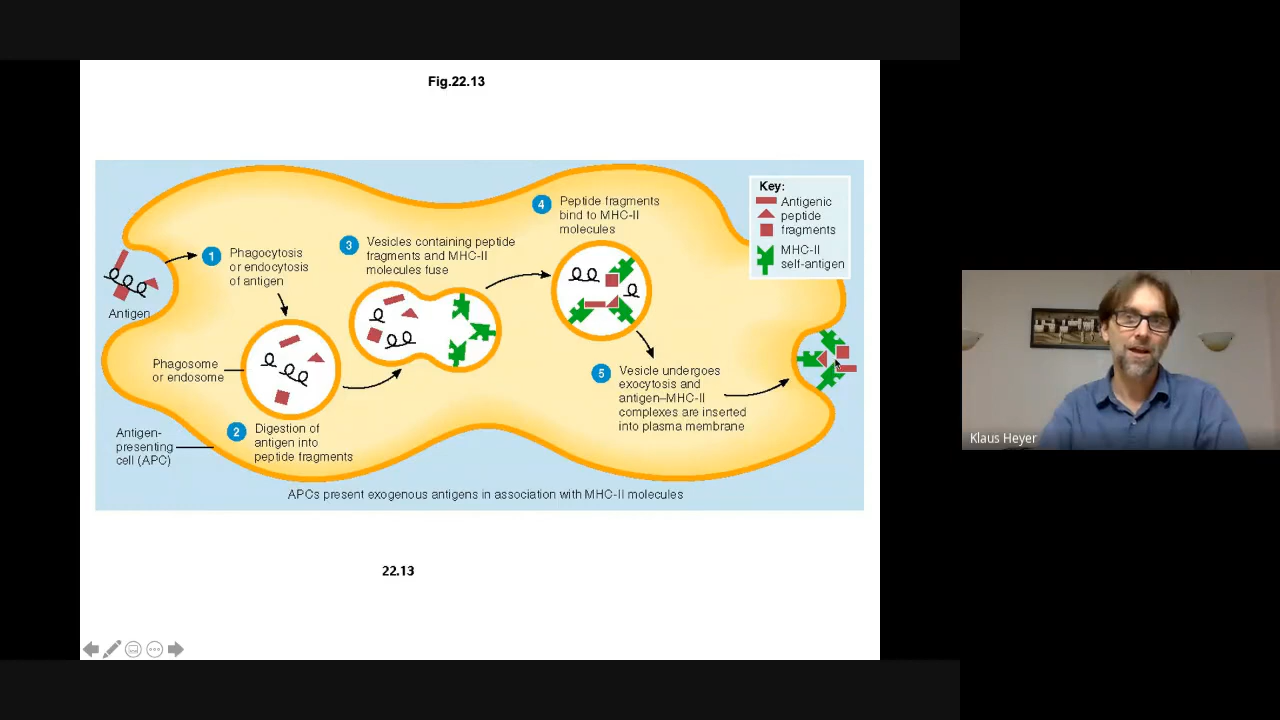 Fig.22.13
Antigen
1
Phagocytosis
or endocytosis
of antigen
Phagosome
or endosome
2
Digestion of
antigen into
peptide fragments
Antigen-
presenting
cell (APC)
3
Vesicles containing peptide
fragments and MHC-II
molecules fuse
4
Peptide fragments
bind to MHC-II
molecules
5
Vesicle undergoes
exocytosis and
antigen–MHC-II
complexes are inserted
into plasma membrane
Key:
Antigenic
peptide
fragments
MHC-II
self-antigen
APCs present exogenous antigens in association with MHC-II molecules
22.13
Klaus Heyer